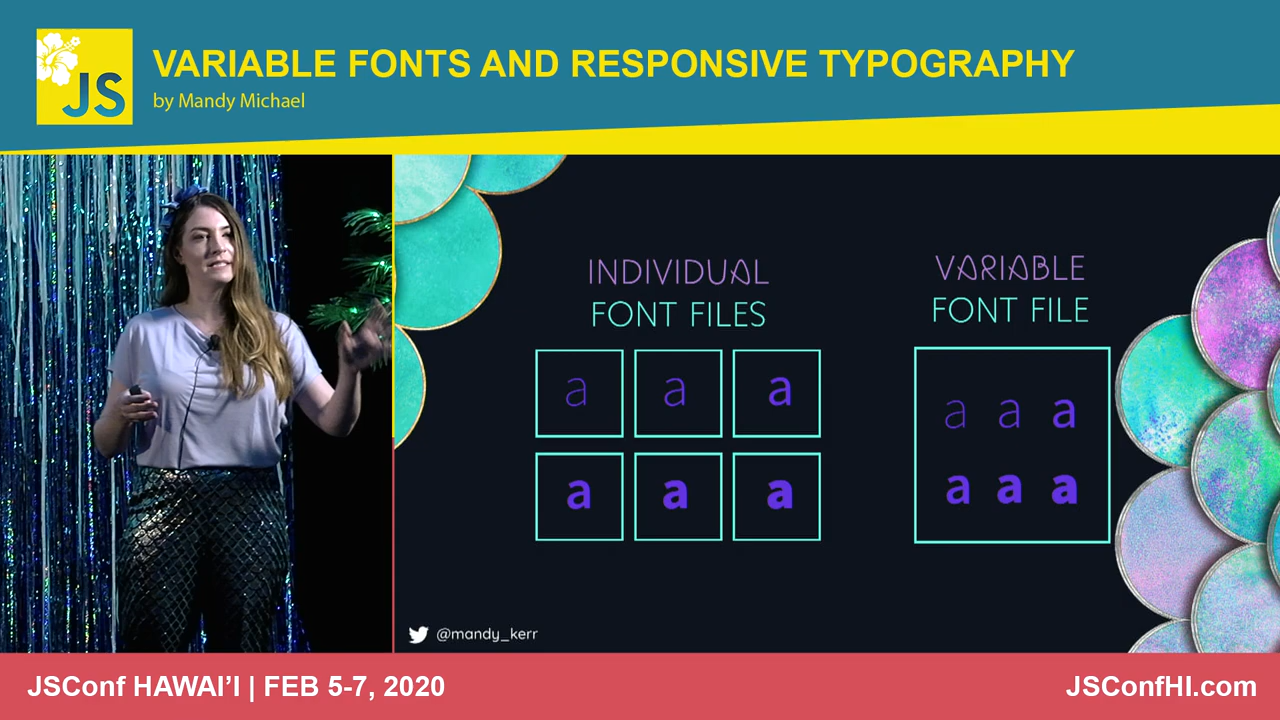 JS
VARIABLE FONTS AND RESPONSIVE TYPOGRAPHY
by Mandy Michael
INDIVIDUAL
FONT FILES
a a a
a a a
VARIABLE
FONT FILE
a a a
a a a
@mandy_kerr
JSConf HAWAI’I | FEB 5-7, 2020
JSConfHI.com